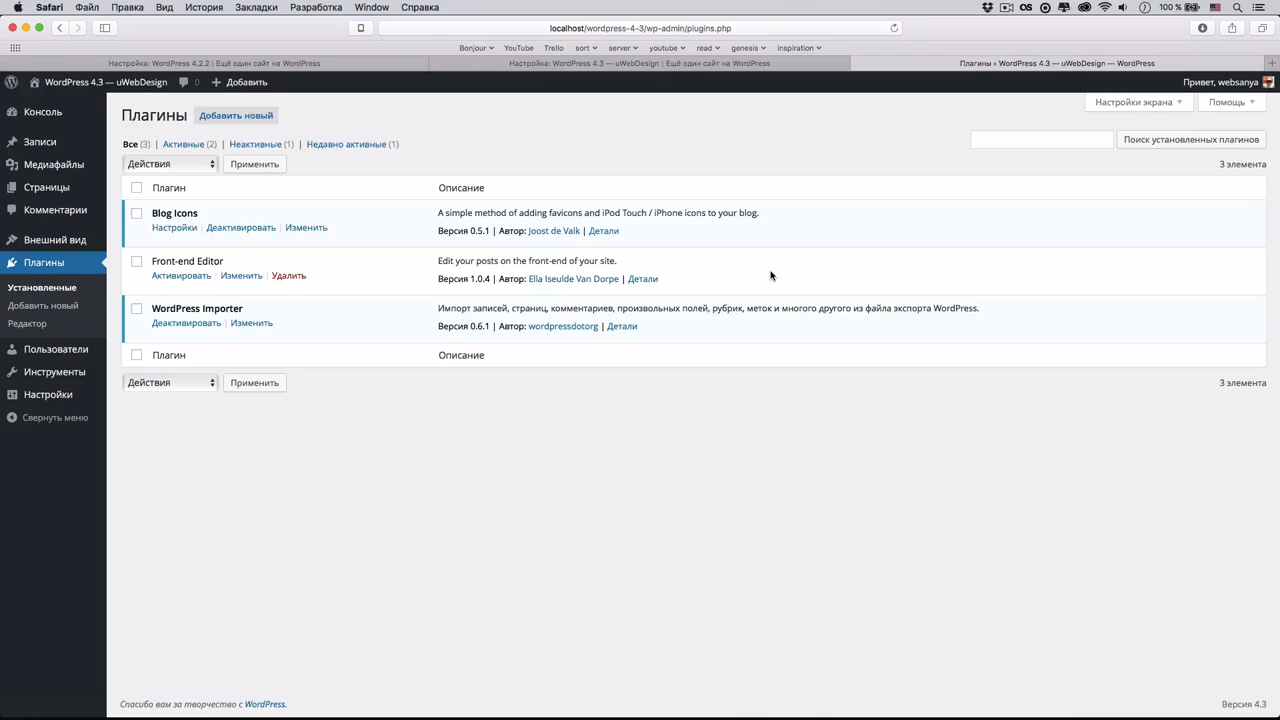 Safari Файл Правка Вид История Закладки Разработка Window Справка 100 %
localhost/wordpress-4-3/wp-admin/plugins.php
Bonjour YouTube Trello sort server youtube read genesis inspiration
Настройка: WordPress 4.2.2 | Ещё один сайт на WordPress Настройка: WordPress 4.3 — uWebDesign | Ещё один сайт на WordPress Плагины ‹ WordPress 4.3 — uWebDesign — WordPress
WordPress 4.3 — uWebDesign 0 Добавить Привет, websanya
Настройки экрана Помощь
Консоль
Записи
Медиафайлы
Страницы
Комментарии
Внешний вид
Плагины
Установленные
Добавить новый
Редактор
Пользователи
Инструменты
Настройки
Свернуть меню
Плагины Добавить новый
Все (3) | Активные (2) | Неактивные (1) | Недавно активные (1)
Поиск установленных плагинов
Действия Применить 3 элемента
Плагин Описание
Blog Icons A simple method of adding favicons and iPod Touch / iPhone icons to your blog.
Настройки | Деактивировать | Изменить Версия 0.5.1 | Автор: Joost de Valk | Детали
Front-end Editor Edit your posts on the front-end of your site.
Активировать | Изменить | Удалить Версия 1.0.4 | Автор: Ella Iseulde Van Dorpe | Детали
WordPress Importer Импорт записей, страниц, комментариев, произвольных полей, рубрик, меток и многого другого из файла экспорта WordPress.
Деактивировать | Изменить Версия 0.6.1 | Автор: wordpressdotorg | Детали
Плагин Описание
Действия Применить 3 элемента
Спасибо вам за творчество с WordPress. Версия 4.3